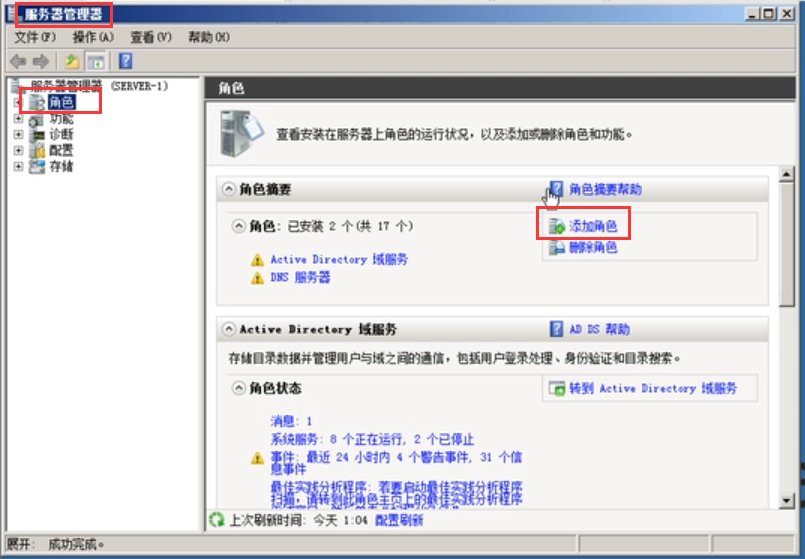 服务器管理器
文件(F) 操作(A) 查看(V) 帮助(H)
服务器管理器 (SERVER-1)
角色
功能
诊断
配置
存储
角色
查看安装在服务器上角色的运行状况，以及添加或删除角色和功能。
角色摘要
角色摘要帮助
角色: 已安装 2 个(共 17 个)
添加角色
删除角色
Active Directory 域服务
DNS 服务器
Active Directory 域服务
AD DS 帮助
存储目录数据并管理用户与域之间的通信，包括用户登录处理、身份验证和目录搜索。
角色状态
转到 Active Directory 域服务
消息: 1
系统服务: 8 个正在运行, 2 个已停止
事件: 最近 24 小时内 4 个警告事件, 31 个信
息事件
最佳实践分析程序: 若要启动最佳实践分析程序
扫描，请转到此角色主页上的最佳实践分析程序
上次刷新时间: 今天 1:04 配置刷新
展开: 成功完成。